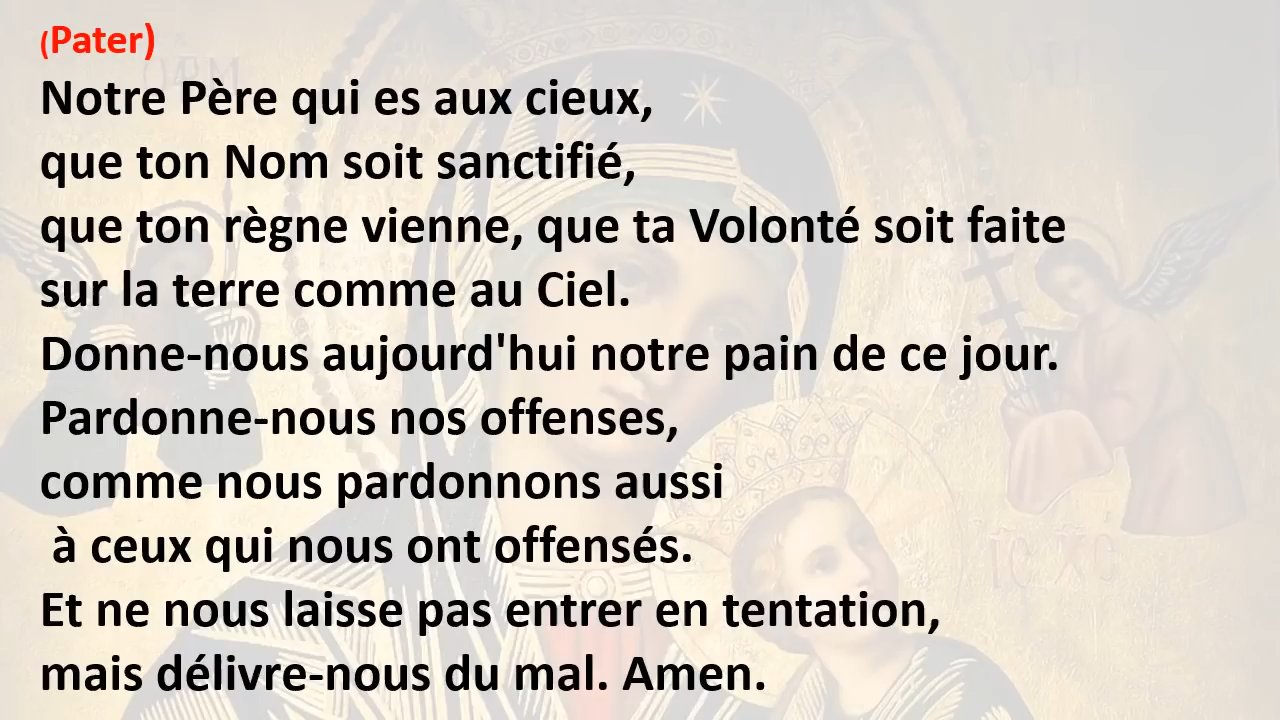 (Pater)
Notre Père qui es aux cieux,
que ton Nom soit sanctifié,
que ton règne vienne, que ta Volonté soit faite
sur la terre comme au Ciel.
Donne-nous aujourd'hui notre pain de ce jour.
Pardonne-nous nos offenses,
comme nous pardonnons aussi
à ceux qui nous ont offensés.
Et ne nous laisse pas entrer en tentation,
mais délivre-nous du mal. Amen.